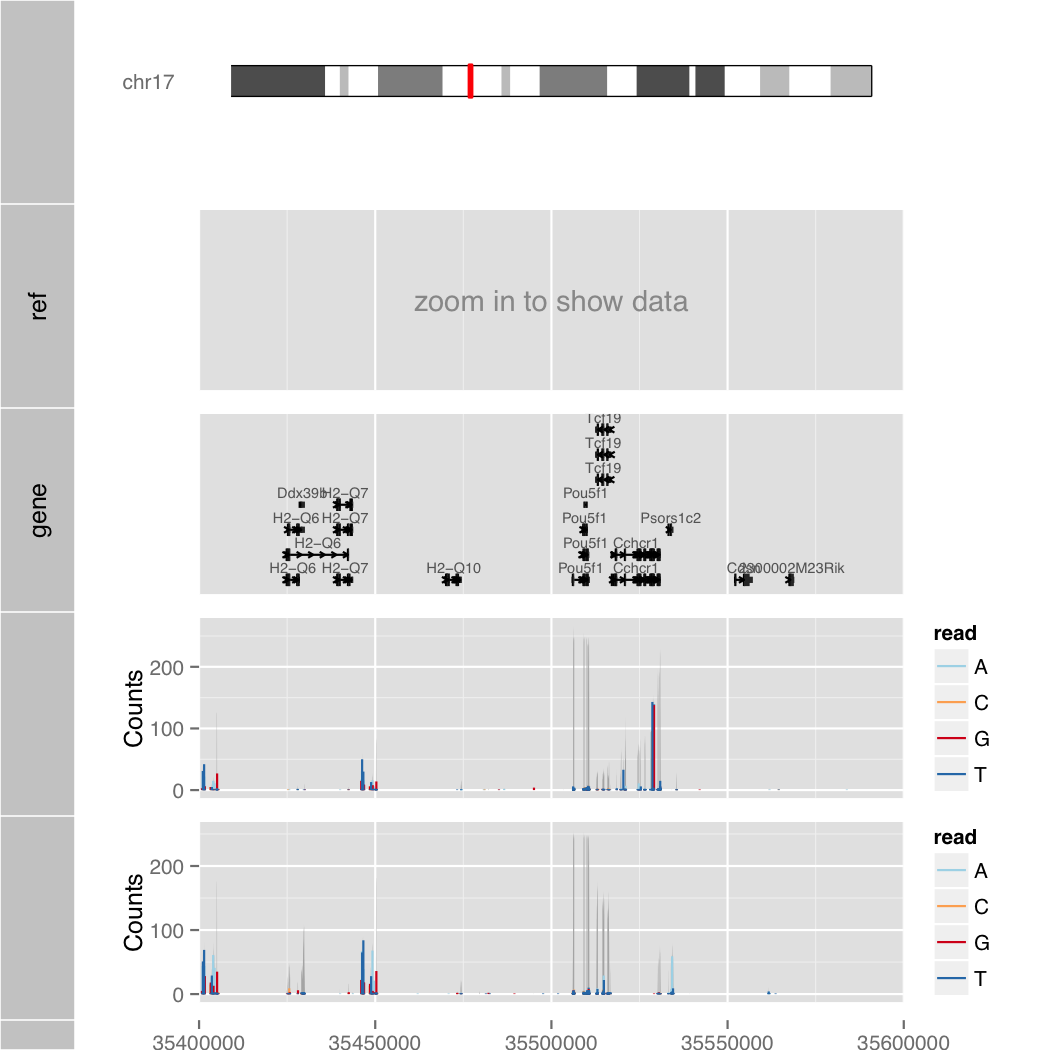 chr17
ref
zoom in to show data
gene
Tcf19
Tcf19
Tcf19
Ddx39b H2−Q7 Pou5f1
H2−Q6 H2−Q7 Pou5f1 Psors1c2
H2−Q6 Pou5f1 Cchcr1
H2−Q6 H2−Q7 H2−Q10 Pou5f1 Cchcr1 2300002M23Rik
Counts
200
100
0
read
A
C
G
T
Counts
200
100
0
read
A
C
G
T
35400000 35450000 35500000 35550000 35600000